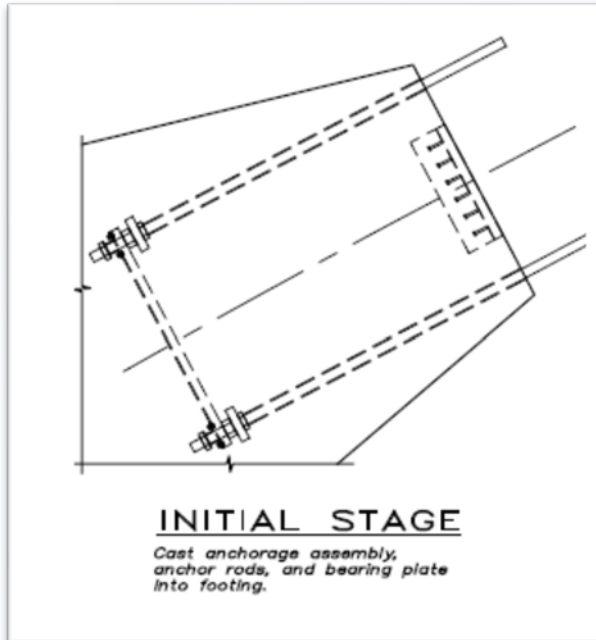 INITIAL STAGE
Cast anchorage assembly,
anchor rods, and bearing plate
into footing.